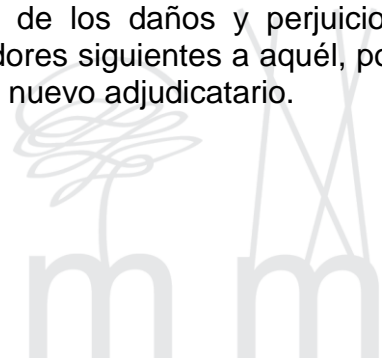 de los daños y perjuicio
dores siguientes a aquél, po
nuevo adjudicatario.
m m